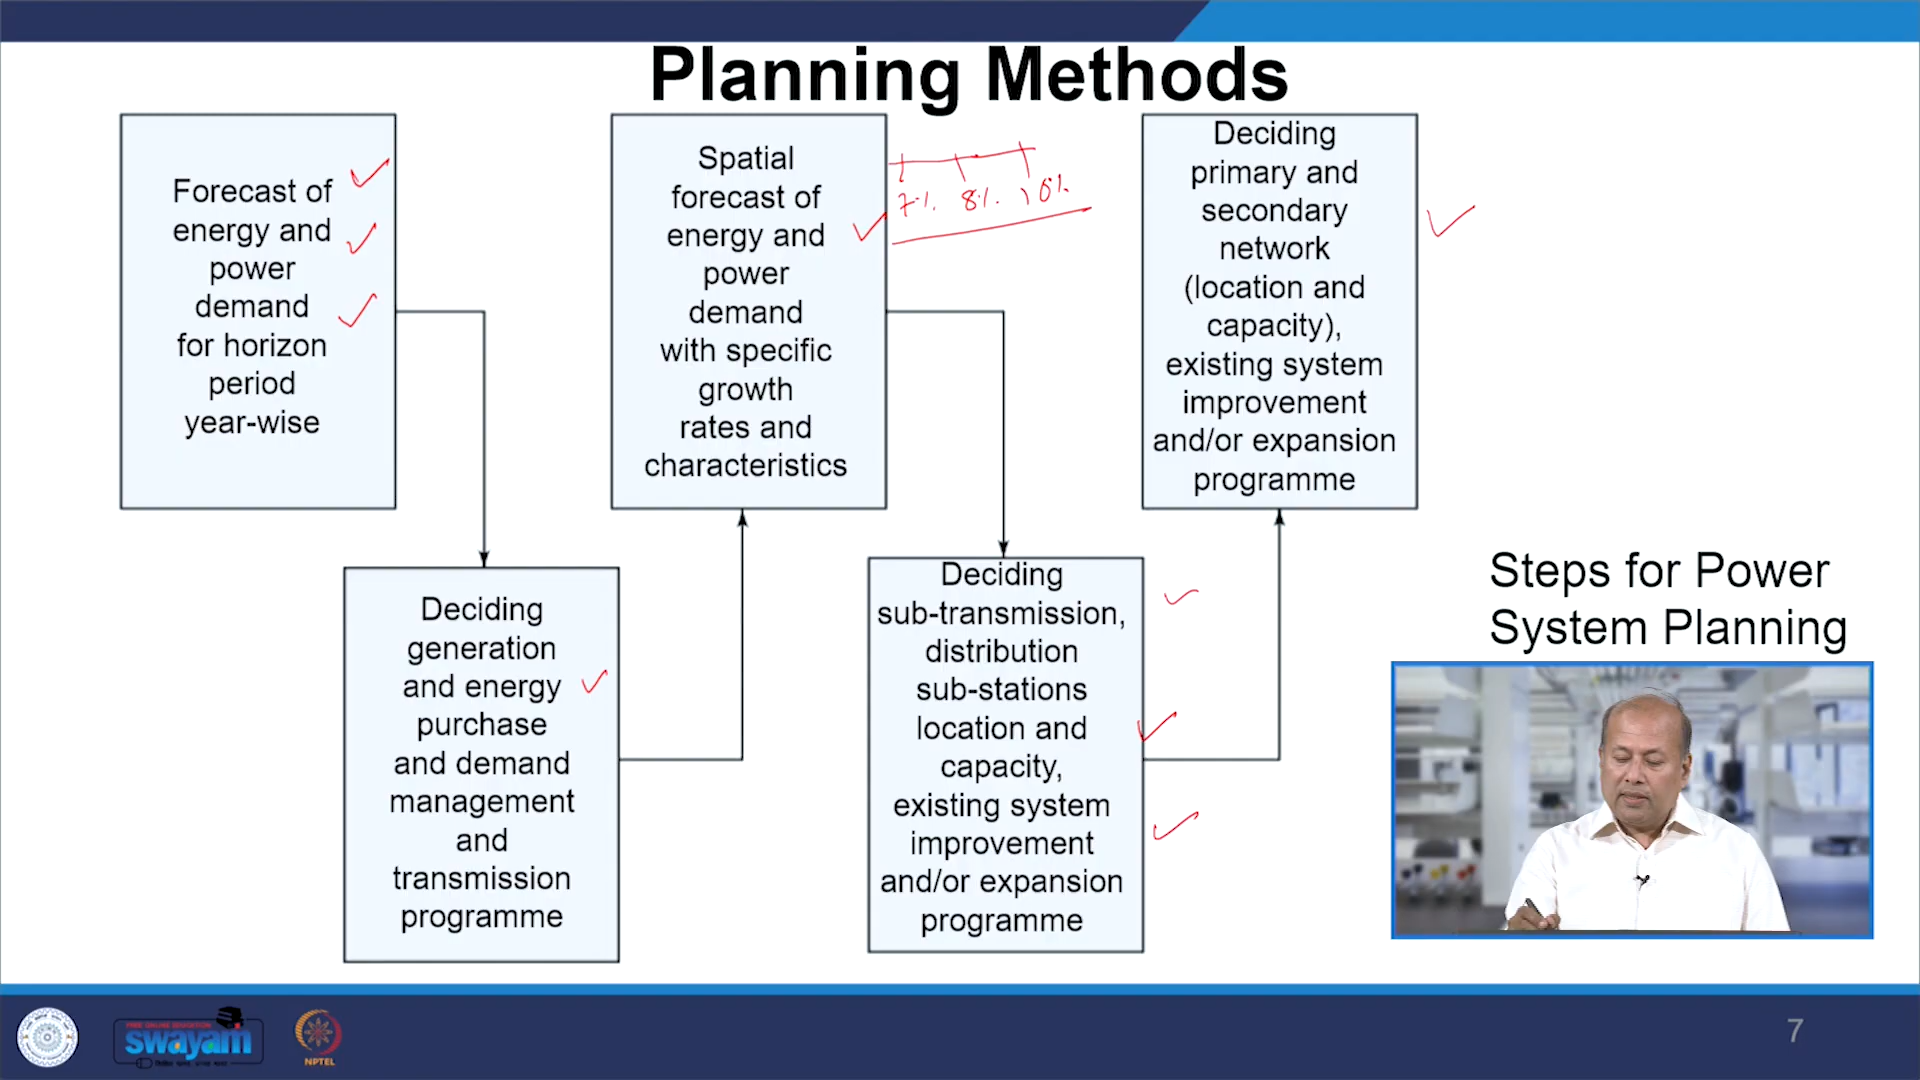 Planning Methods
Forecast of
energy and
power
demand
for horizon
period
year-wise
Deciding
generation
and energy
purchase
and demand
management
and
transmission
programme
Spatial
forecast of
energy and
power
demand
with specific
growth
rates and
characteristics
7%. 8%. 10%.
Deciding
sub-transmission,
distribution
sub-stations
location and
capacity,
existing system
improvement
and/or expansion
programme
Deciding
primary and
secondary
network
(location and
capacity),
existing system
improvement
and/or expansion
programme
Steps for Power
System Planning
FREE ONLINE EDUCATION
swayam
NPTEL
7